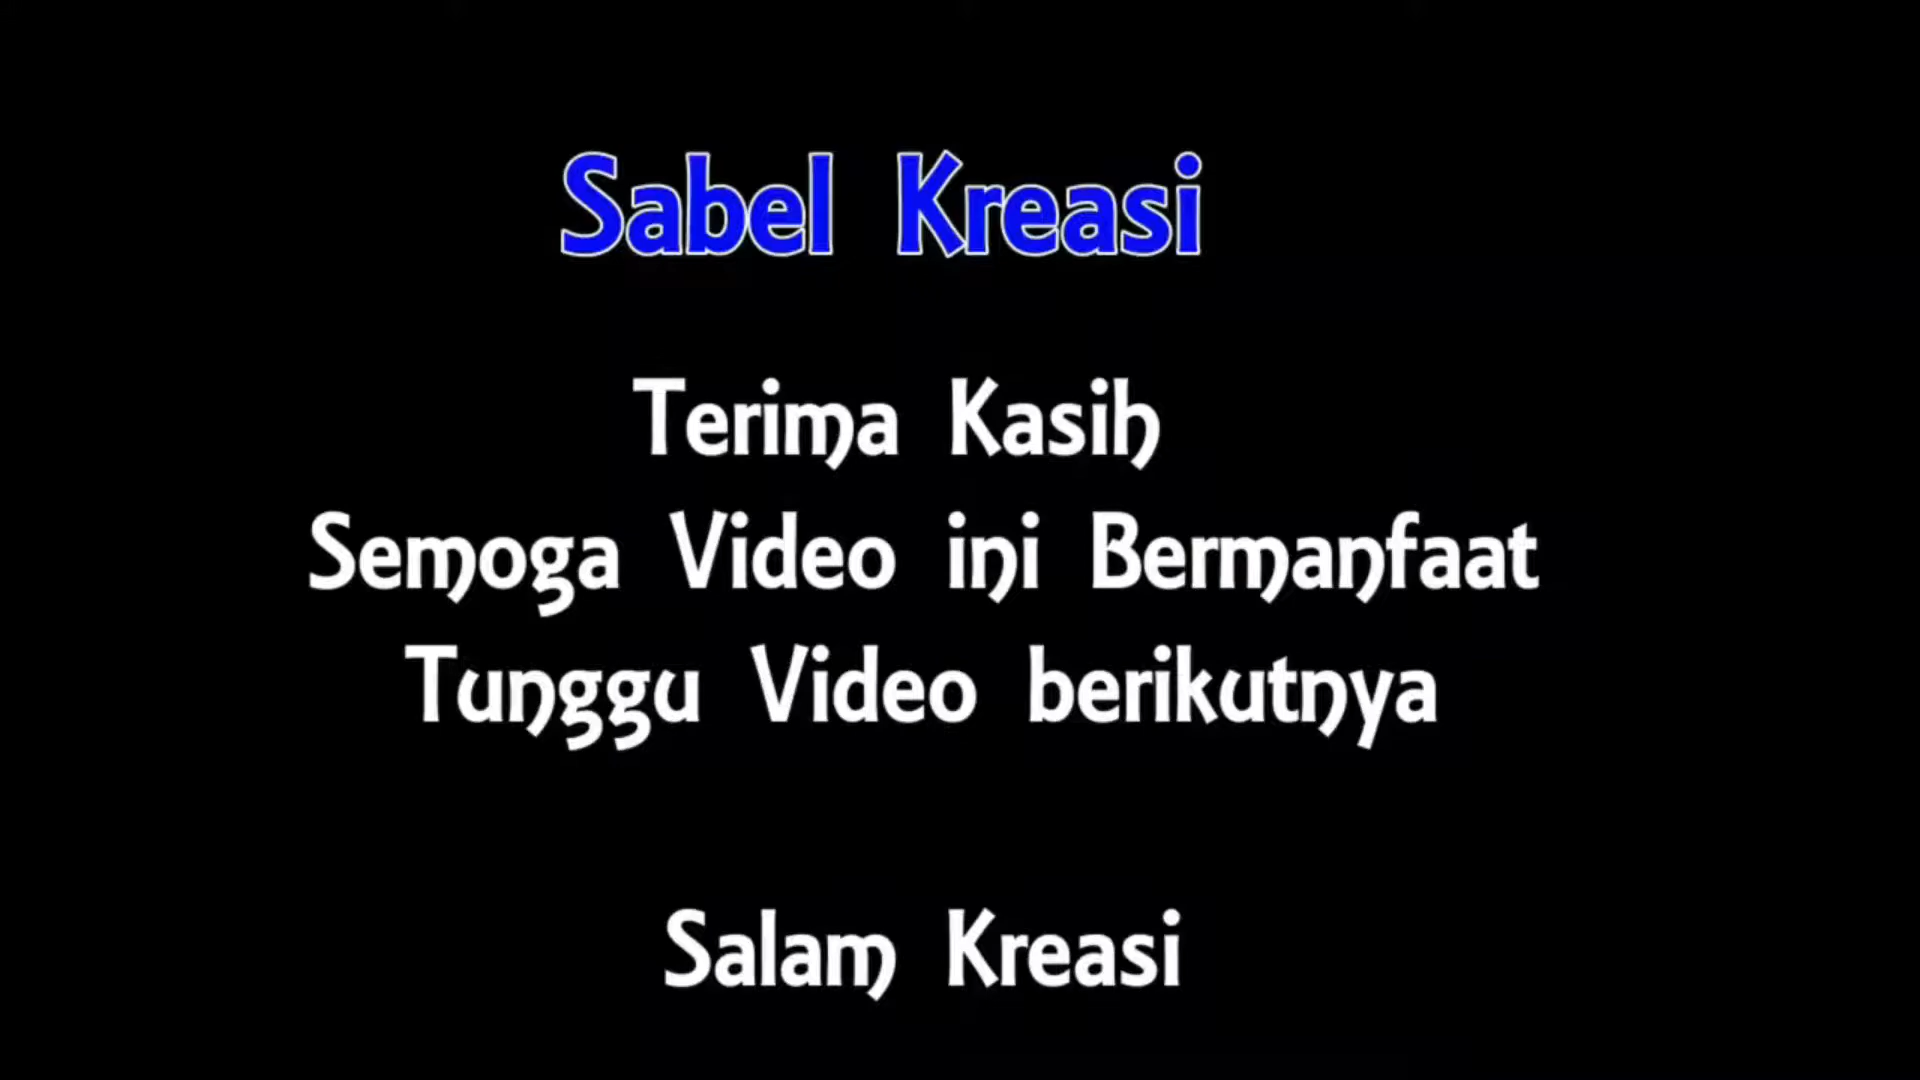 Sabel Kreasi
Terima Kasih
Semoga Video ini Bermanfaat
Tunggu Video berikutnya
Salam Kreasi